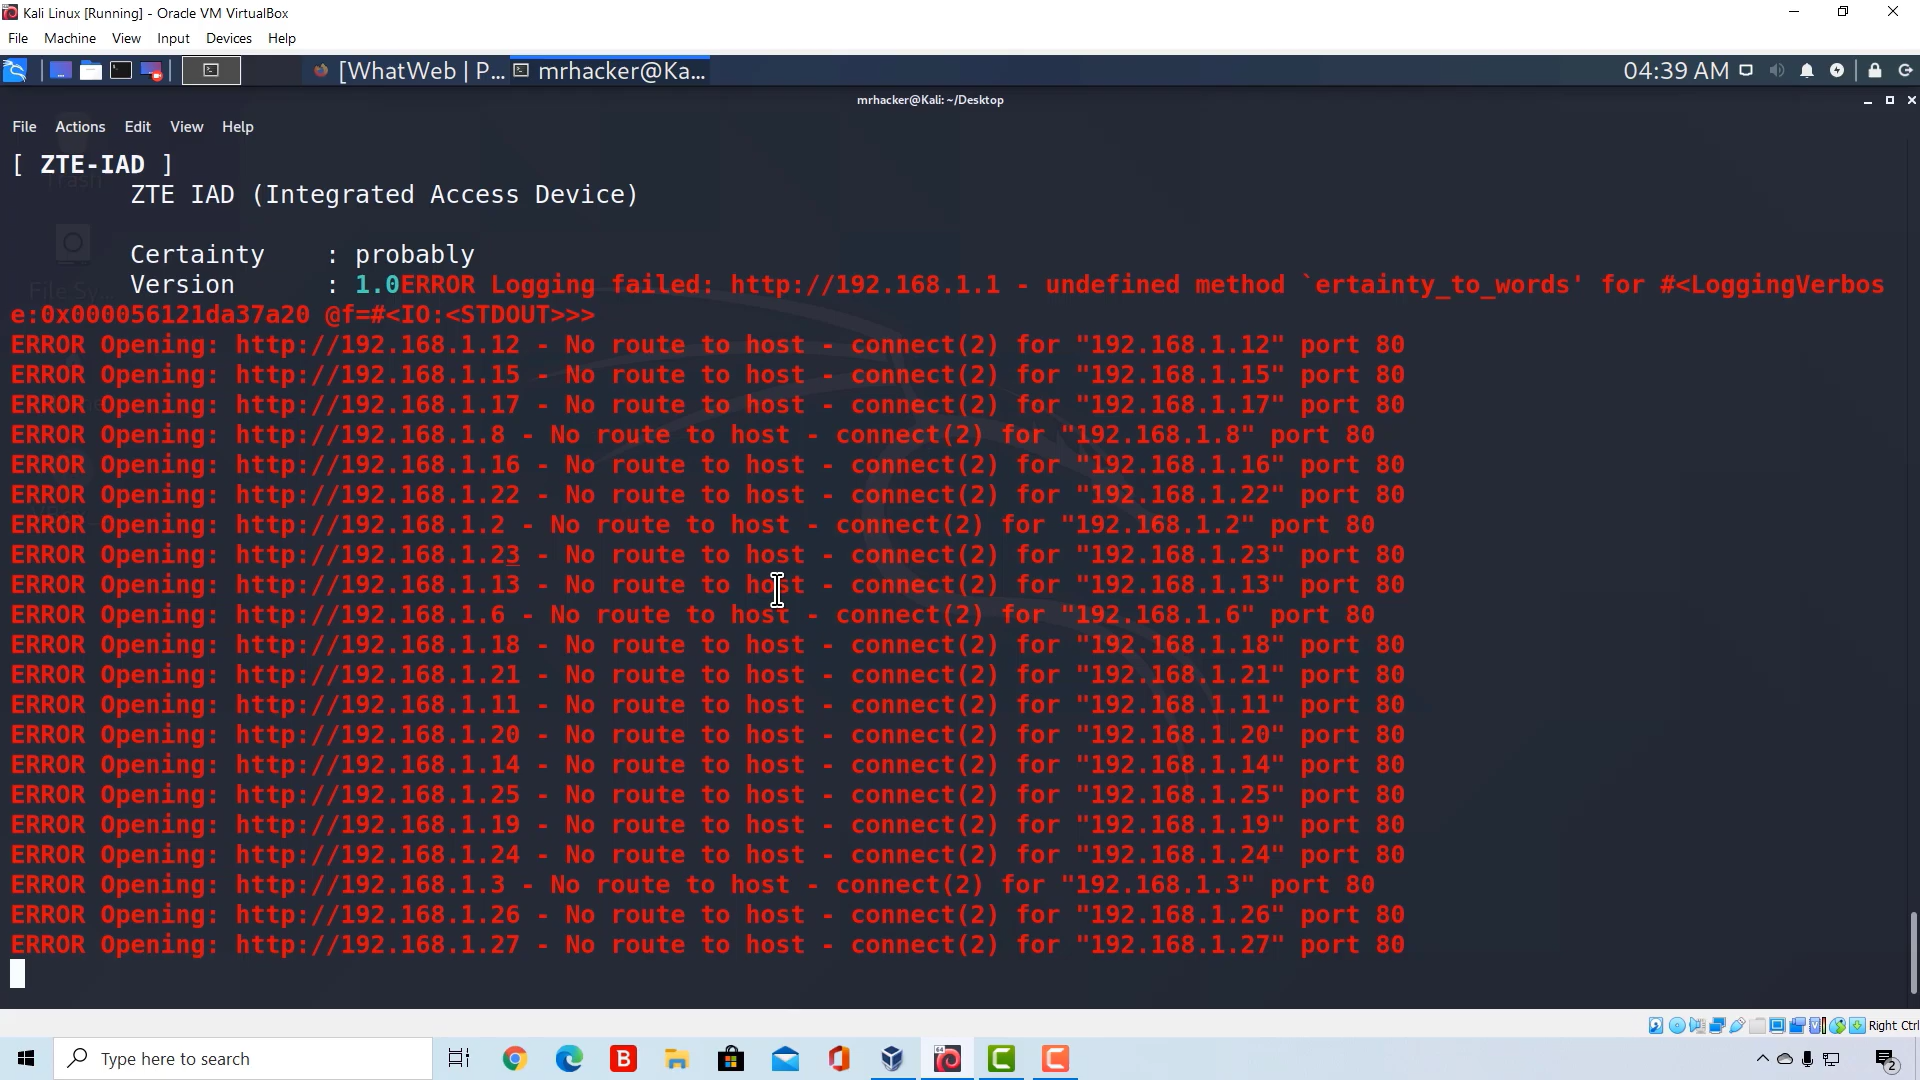 Kali Linux [Running] - Oracle VM VirtualBox
File Machine View Input Devices Help
[WhatWeb | P... mrhacker@Ka... 04:39 AM
mrhacker@Kali: ~/Desktop
File Actions Edit View Help
[ ZTE-IAD ]
ZTE IAD (Integrated Access Device)
Certainty : probably
Version : 1.0ERROR Logging failed: http://192.168.1.1 - undefined method `ertainty_to_words' for #<LoggingVerbos
e:0x000056121da37a20 @f=#<IO:<STDOUT>>>
ERROR Opening: http://192.168.1.12 - No route to host - connect(2) for "192.168.1.12" port 80
ERROR Opening: http://192.168.1.15 - No route to host - connect(2) for "192.168.1.15" port 80
ERROR Opening: http://192.168.1.17 - No route to host - connect(2) for "192.168.1.17" port 80
ERROR Opening: http://192.168.1.8 - No route to host - connect(2) for "192.168.1.8" port 80
ERROR Opening: http://192.168.1.16 - No route to host - connect(2) for "192.168.1.16" port 80
ERROR Opening: http://192.168.1.22 - No route to host - connect(2) for "192.168.1.22" port 80
ERROR Opening: http://192.168.1.2 - No route to host - connect(2) for "192.168.1.2" port 80
ERROR Opening: http://192.168.1.23 - No route to host - connect(2) for "192.168.1.23" port 80
ERROR Opening: http://192.168.1.13 - No route to host - connect(2) for "192.168.1.13" port 80
ERROR Opening: http://192.168.1.6 - No route to host - connect(2) for "192.168.1.6" port 80
ERROR Opening: http://192.168.1.18 - No route to host - connect(2) for "192.168.1.18" port 80
ERROR Opening: http://192.168.1.21 - No route to host - connect(2) for "192.168.1.21" port 80
ERROR Opening: http://192.168.1.11 - No route to host - connect(2) for "192.168.1.11" port 80
ERROR Opening: http://192.168.1.20 - No route to host - connect(2) for "192.168.1.20" port 80
ERROR Opening: http://192.168.1.14 - No route to host - connect(2) for "192.168.1.14" port 80
ERROR Opening: http://192.168.1.25 - No route to host - connect(2) for "192.168.1.25" port 80
ERROR Opening: http://192.168.1.19 - No route to host - connect(2) for "192.168.1.19" port 80
ERROR Opening: http://192.168.1.24 - No route to host - connect(2) for "192.168.1.24" port 80
ERROR Opening: http://192.168.1.3 - No route to host - connect(2) for "192.168.1.3" port 80
ERROR Opening: http://192.168.1.26 - No route to host - connect(2) for "192.168.1.26" port 80
ERROR Opening: http://192.168.1.27 - No route to host - connect(2) for "192.168.1.27" port 80
Right Ctrl
Type here to search